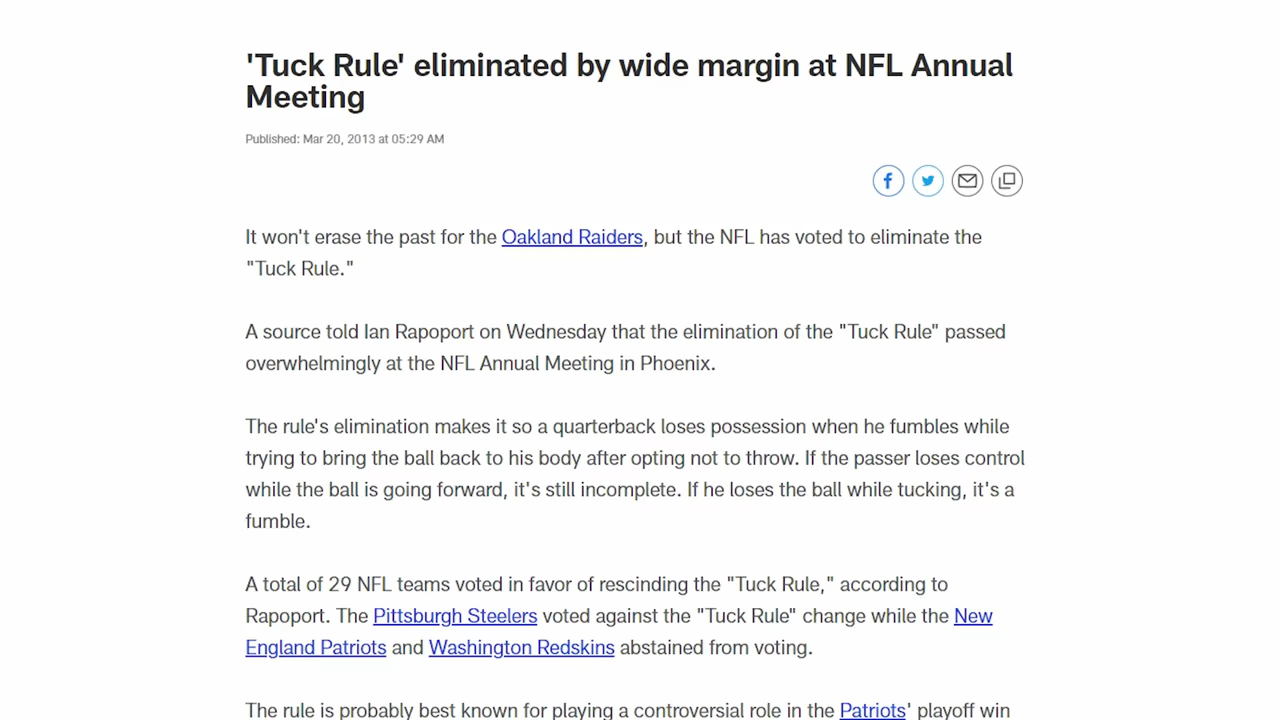 'Tuck Rule' eliminated by wide margin at NFL Annual
Meeting
Published: Mar 20, 2013 at 05:29 AM
It won't erase the past for the Oakland Raiders, but the NFL has voted to eliminate the
"Tuck Rule."
A source told Ian Rapoport on Wednesday that the elimination of the "Tuck Rule" passed
overwhelmingly at the NFL Annual Meeting in Phoenix.
The rule's elimination makes it so a quarterback loses possession when he fumbles while
trying to bring the ball back to his body after opting not to throw. If the passer loses control
while the ball is going forward, it's still incomplete. If he loses the ball while tucking, it's a
fumble.
A total of 29 NFL teams voted in favor of rescinding the "Tuck Rule," according to
Rapoport. The Pittsburgh Steelers voted against the "Tuck Rule" change while the New
England Patriots and Washington Redskins abstained from voting.
The rule is probably best known for playing a controversial role in the Patriots' playoff win